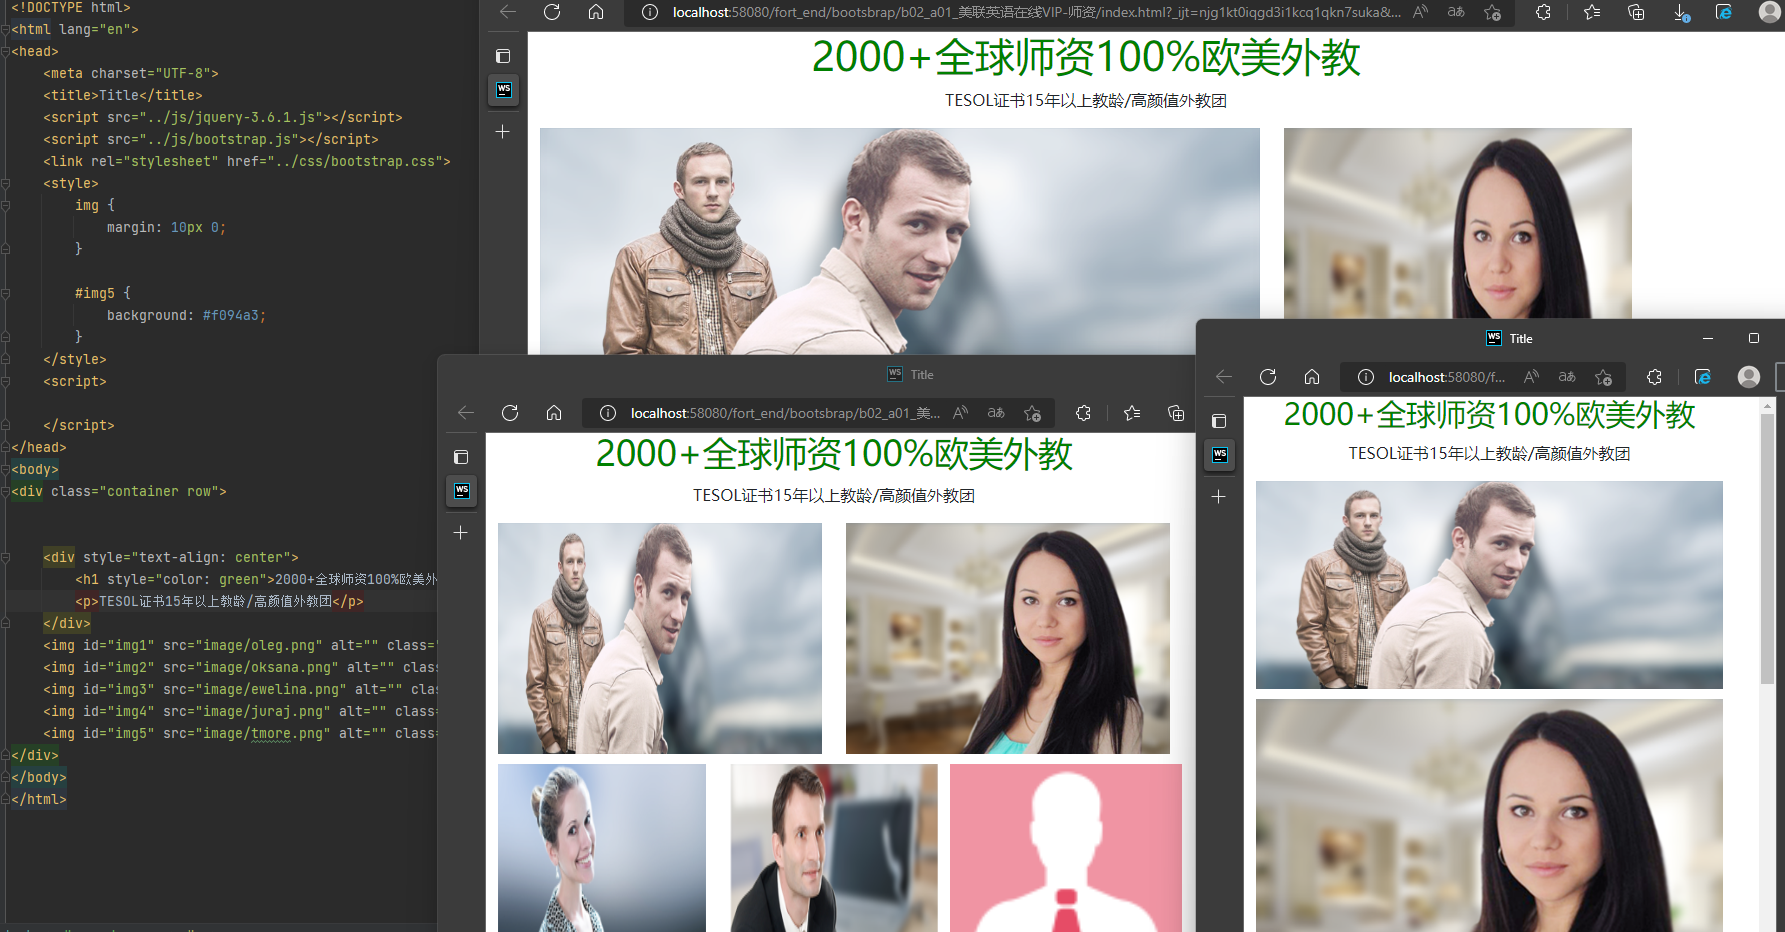 <!DOCTYPE html>
<html lang="en">
<head>
<meta charset="UTF-8">
<title>Title</title>
<script src="../js/jquery-3.6.1.js"></script>
<script src="../js/bootstrap.js"></script>
<link rel="stylesheet" href="../css/bootstrap.css">
<style>
img {
margin: 10px 0;
}
#img5 {
background: #f094a3;
}
</style>
<script>
</script>
</head>
<body>
<div class="container row">
<div style="text-align: center">
<h1 style="color: green">2000+全球师资100%欧美外
<p>TESOL证书15年以上教龄/高颜值外教团</p>
</div>
<img id="img1" src="image/oleg.png" alt="" class="
<img id="img2" src="image/oksana.png" alt="" clas
<img id="img3" src="image/ewelina.png" alt="" cla
<img id="img4" src="image/juraj.png" alt="" class=
<img id="img5" src="image/tmore.png" alt="" class=
</div>
</body>
</html>
localhost:58080/fort_end/bootsbrap/b02_a01_美联英语在线VIP-师资/index.html?_ijt=njg1kt0iqgd3i1kcq1qkn7suka&...
WS
2000+全球师资100%欧美外教
TESOL证书15年以上教龄/高颜值外教团
WS Title
localhost:58080/fort_end/bootsbrap/b02_a01_美...
WS
2000+全球师资100%欧美外教
TESOL证书15年以上教龄/高颜值外教团
WS Title
localhost:58080/f...
WS
2000+全球师资100%欧美外教
TESOL证书15年以上教龄/高颜值外教团